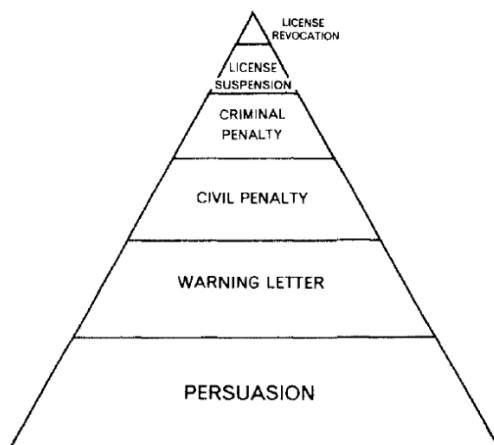 LICENSE
REVOCATION
LICENSE
SUSPENSION
CRIMINAL
PENALTY
CIVIL PENALTY
WARNING LETTER
PERSUASION